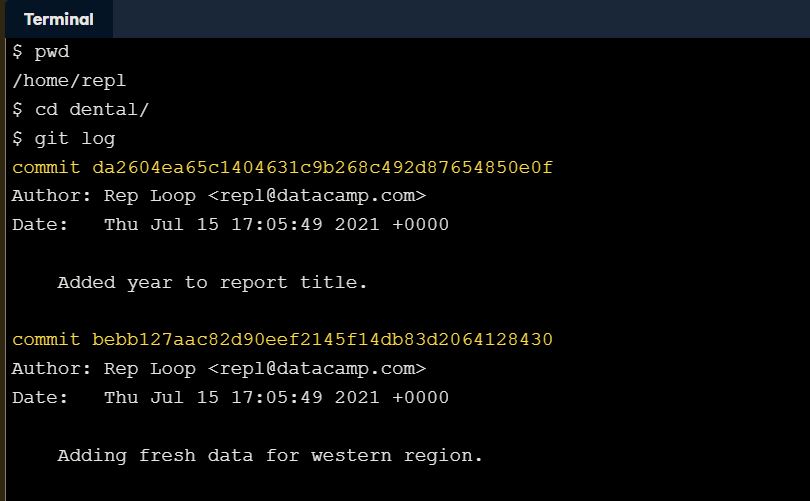 Terminal
$ pwd
/home/repl
$ cd dental/
$ git log
commit da2604ea65c1404631c9b268c492d87654850e0f
Author: Rep Loop <repl@datacamp.com>
Date:   Thu Jul 15 17:05:49 2021 +0000
    Added year to report title.
commit bebb127aac82d90eef2145f14db83d2064128430
Author: Rep Loop <repl@datacamp.com>
Date:   Thu Jul 15 17:05:49 2021 +0000
    Adding fresh data for western region.